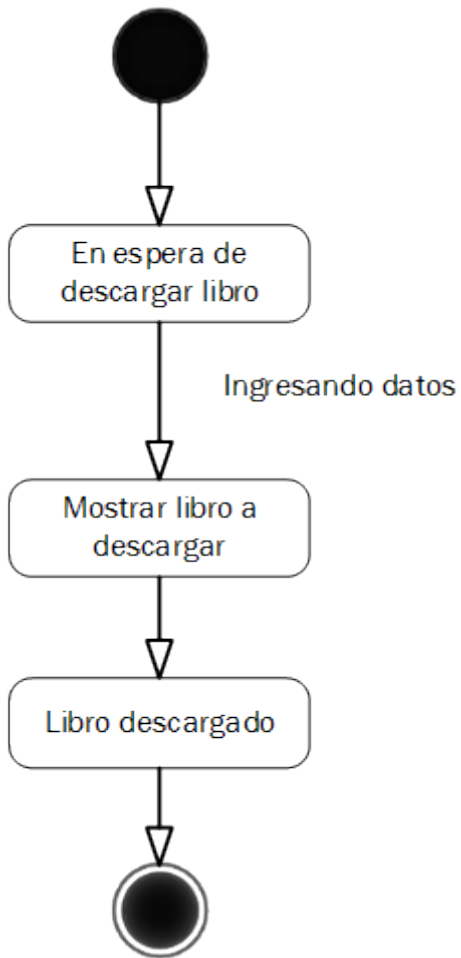 En espera de
descargar libro
Ingresando datos
Mostrar libro a
descargar
Libro descargado